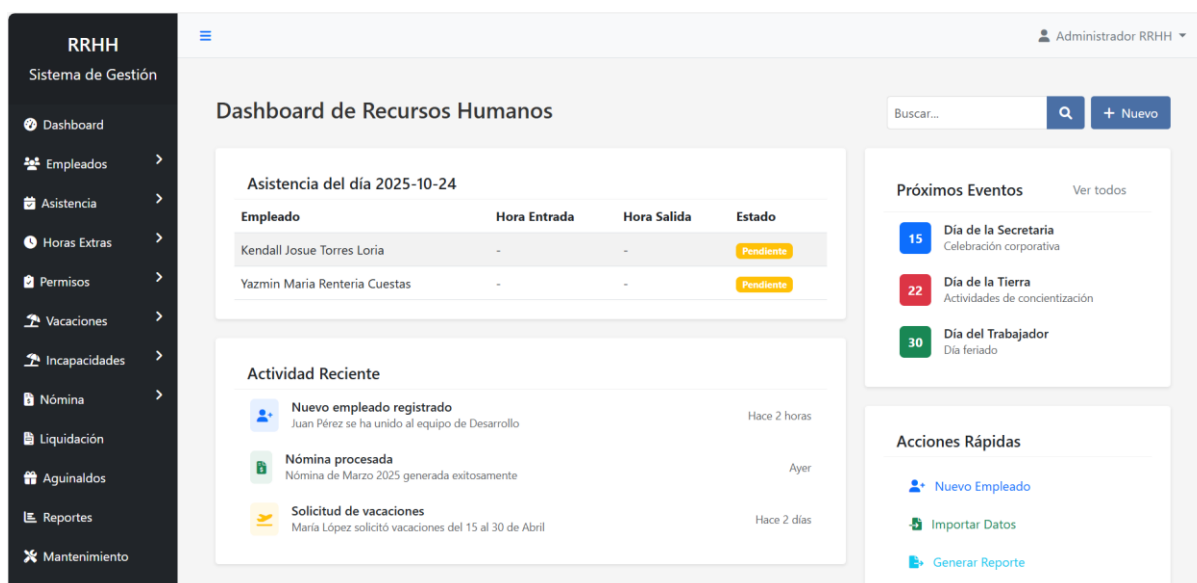 RRHH
Sistema de Gestión
Dashboard
Empleados
Asistencia
Horas Extras
Permisos
Vacaciones
Incapacidades
Nómina
Liquidación
Aguinaldos
Reportes
Mantenimiento
Administrador RRHH
Dashboard de Recursos Humanos
Buscar...
+ Nuevo
Asistencia del día 2025-10-24
Empleado Hora Entrada Hora Salida Estado
Kendall Josue Torres Loria - - Pendiente
Yazmin Maria Renteria Cuestas - - Pendiente
Actividad Reciente
Nuevo empleado registrado
Juan Pérez se ha unido al equipo de Desarrollo
Hace 2 horas
Nómina procesada
Nómina de Marzo 2025 generada exitosamente
Ayer
Solicitud de vacaciones
María López solicitó vacaciones del 15 al 30 de Abril
Hace 2 días
Próximos Eventos Ver todos
15 Día de la Secretaria
Celebración corporativa
22 Día de la Tierra
Actividades de concientización
30 Día del Trabajador
Día feriado
Acciones Rápidas
Nuevo Empleado
Importar Datos
Generar Reporte